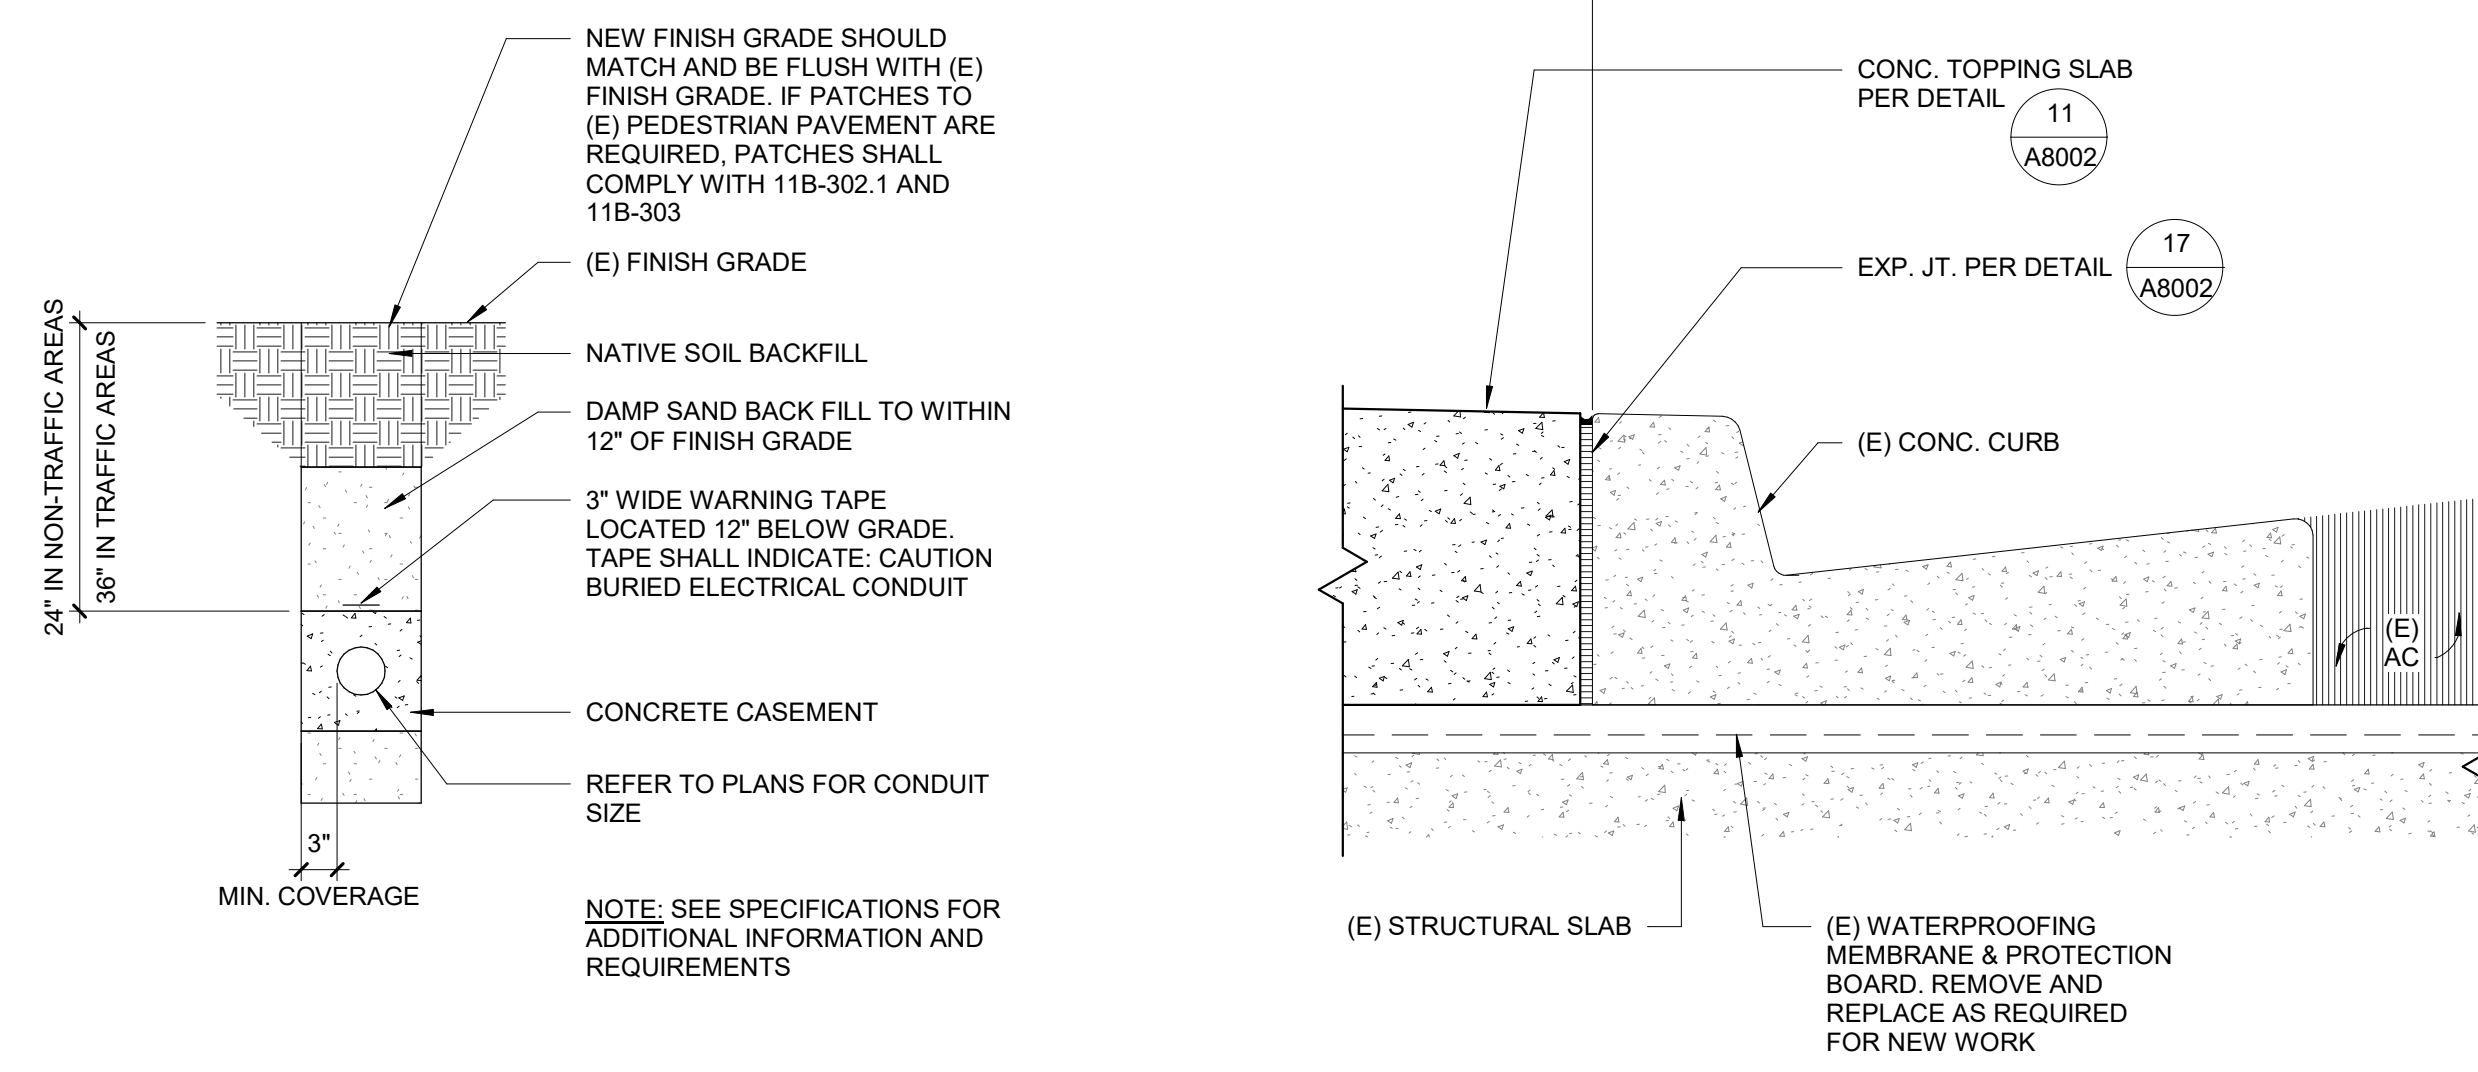 NEW FINISH GRADE SHOULD
MATCH AND BE FLUSH WITH (E)
FINISH GRADE. IF PATCHES TO
(E) PEDESTRIAN PAVEMENT ARE
REQUIRED, PATCHES SHALL
COMPLY WITH 11B-302.1 AND
11B-303
(E) FINISH GRADE
NATIVE SOIL BACKFILL
DAMP SAND BACK FILL TO WITHIN
12" OF FINISH GRADE
3" WIDE WARNING TAPE
LOCATED 12" BELOW GRADE.
TAPE SHALL INDICATE: CAUTION
BURIED ELECTRICAL CONDUIT
CONCRETE CASEMENT
REFER TO PLANS FOR CONDUIT
SIZE
24" IN NON-TRAFFIC AREAS
36" IN TRAFFIC AREAS
3"
MIN. COVERAGE
NOTE: SEE SPECIFICATIONS FOR
ADDITIONAL INFORMATION AND
REQUIREMENTS
CONC. TOPPING SLAB
PER DETAIL
11
A8002
EXP. JT. PER DETAIL
17
A8002
(E) CONC. CURB
(E)
AC
(E) STRUCTURAL SLAB
(E) WATERPROOFING
MEMBRANE & PROTECTION
BOARD. REMOVE AND
REPLACE AS REQUIRED
FOR NEW WORK